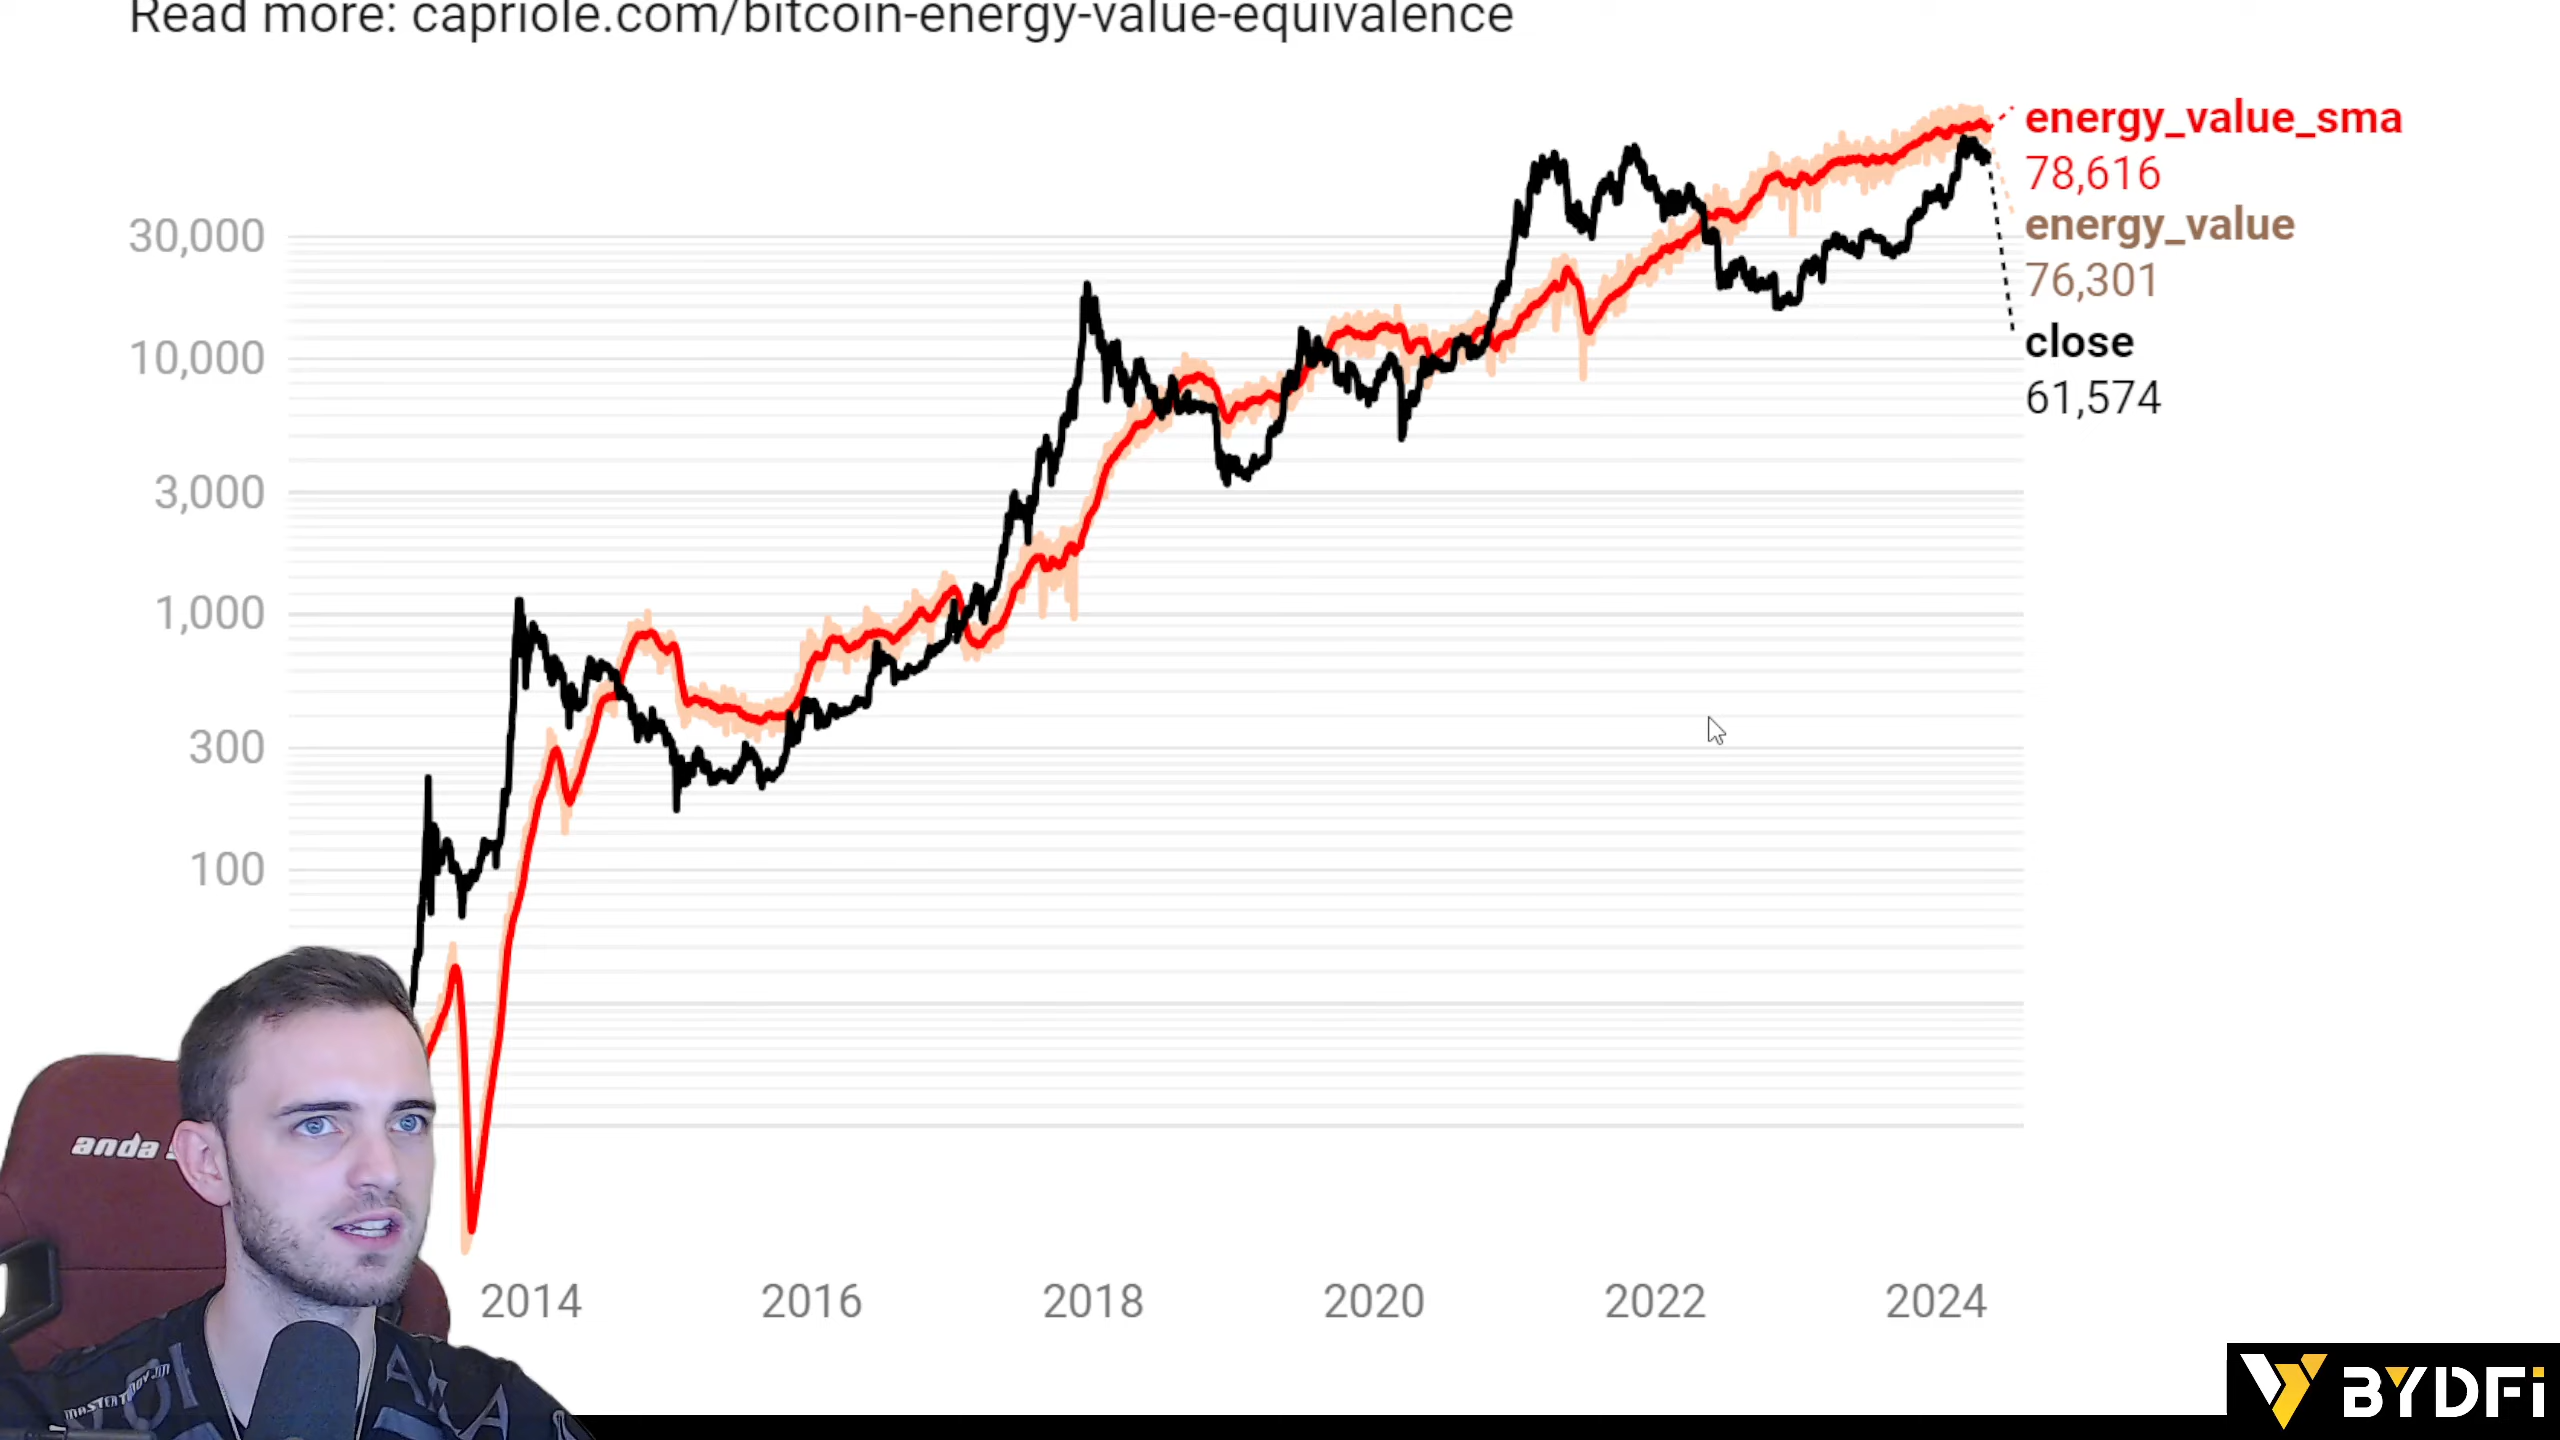 Read more: capriole.com/bitcoin-energy-value-equivalence
energy_value_sma
78,616
energy_value
76,301
close
61,574
30,000
10,000
3,000
1,000
300
100
2014
2016
2018
2020
2022
2024
anda
BYDFi